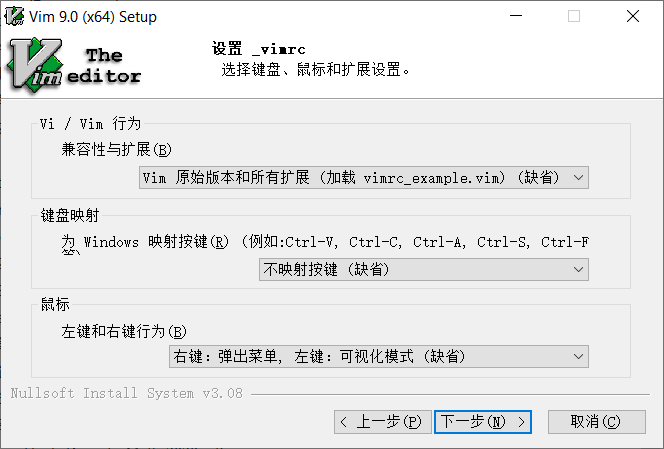 Vim 9.0 (x64) Setup
The
Vim editor
设置 _vimrc
选择键盘、鼠标和扩展设置。
Vi / Vim 行为
兼容性与扩展(B)
Vim 原始版本和所有扩展 (加载 vimrc_example.vim) (缺省)
键盘映射
为 Windows 映射按键(R) (例如:Ctrl-V, Ctrl-C, Ctrl-A, Ctrl-S, Ctrl-F
不映射按键 (缺省)
鼠标
左键和右键行为(B)
右键: 弹出菜单, 左键: 可视化模式 (缺省)
Nullsoft Install System v3.08
< 上一步(P)
下一步(N) >
取消(C)